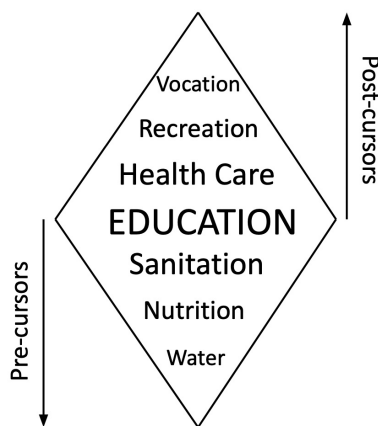 Vocation
Recreation
Health Care
EDUCATION
Sanitation
Nutrition
Water
Pre-cursors
Post-cursors